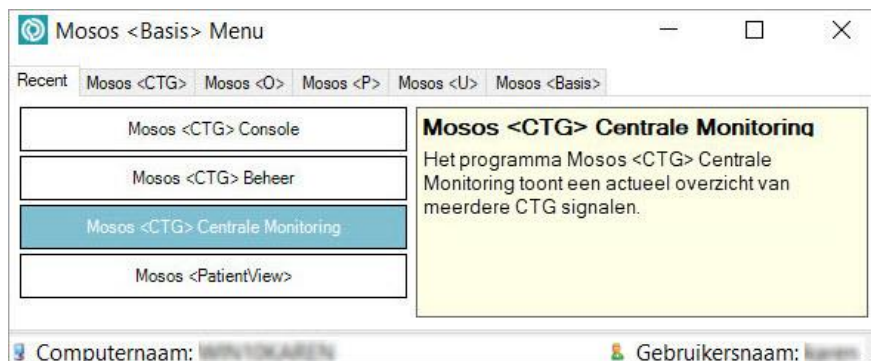 Mosos <Basis> Menu
Recent Mosos <CTG> Mosos <O> Mosos <P> Mosos <U> Mosos <Basis>
Mosos <CTG> Console
Mosos <CTG> Beheer
Mosos <CTG> Centrale Monitoring
Mosos <PatientView>
Mosos <CTG> Centrale Monitoring
Het programma Mosos <CTG> Centrale
Monitoring toont een actueel overzicht van
meerdere CTG signalen.
Computernaam:
Gebruikersnaam: